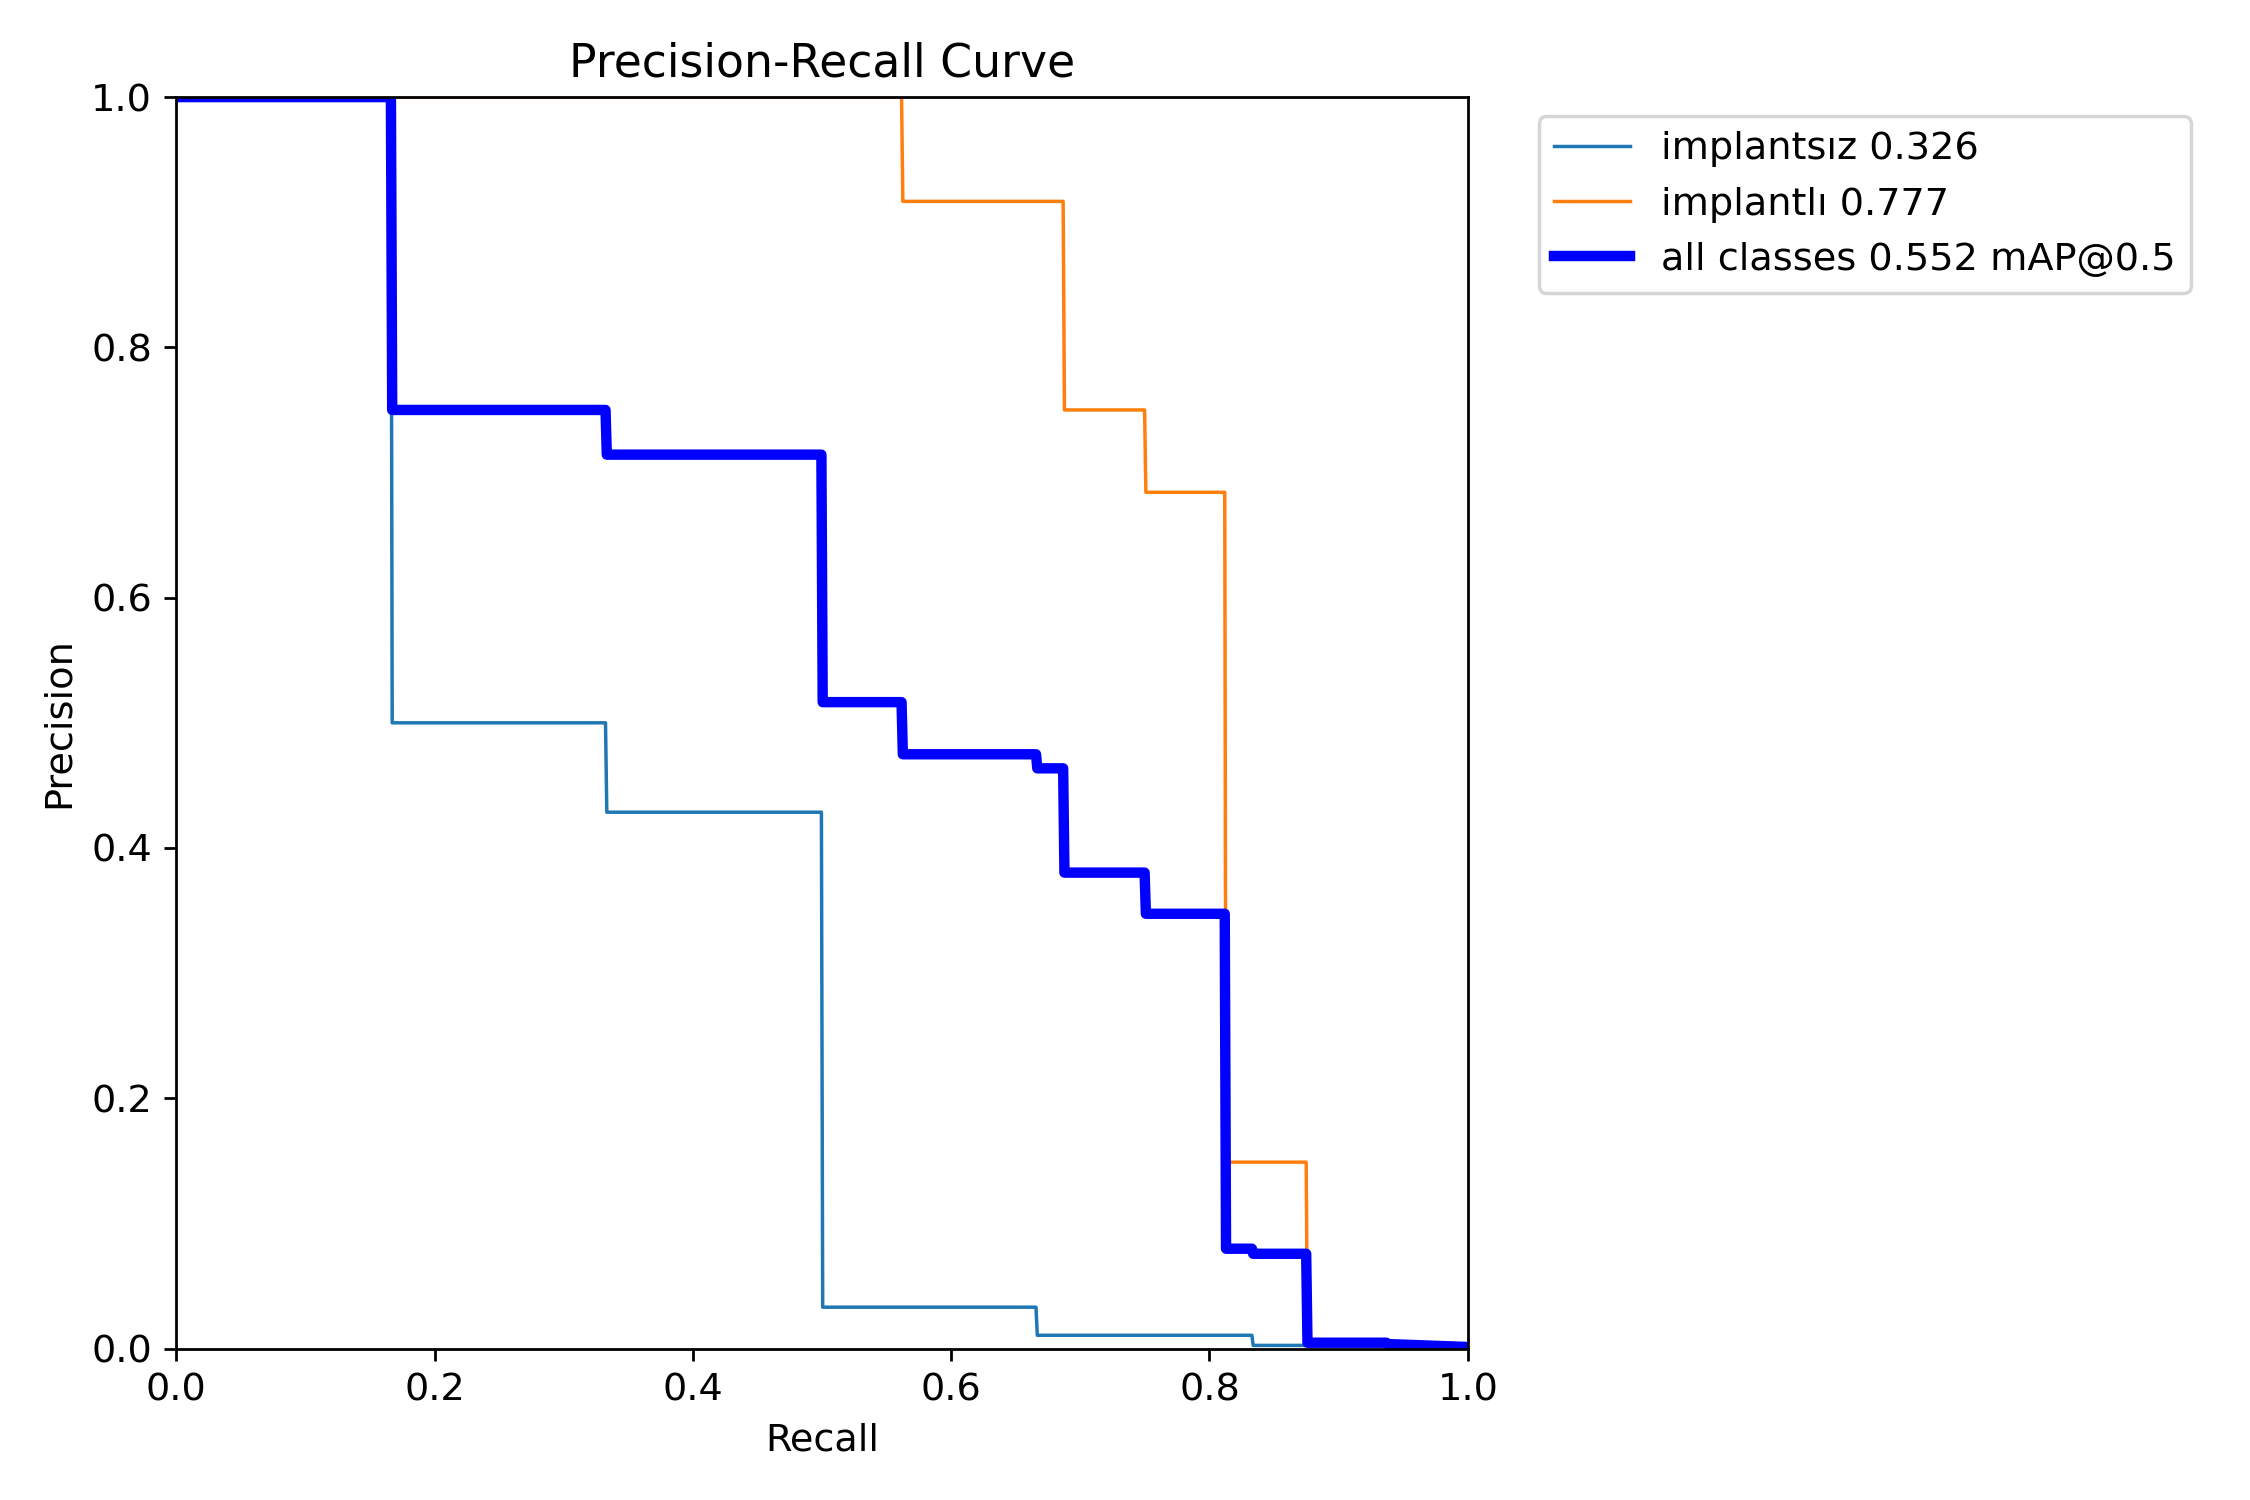 Precision-Recall Curve
implantsız 0.326
implantlı 0.777
all classes 0.552 mAP@0.5
1.0
0.8
0.6
0.4
0.2
0.0
Precision
0.0 0.2 0.4 0.6 0.8 1.0
Recall